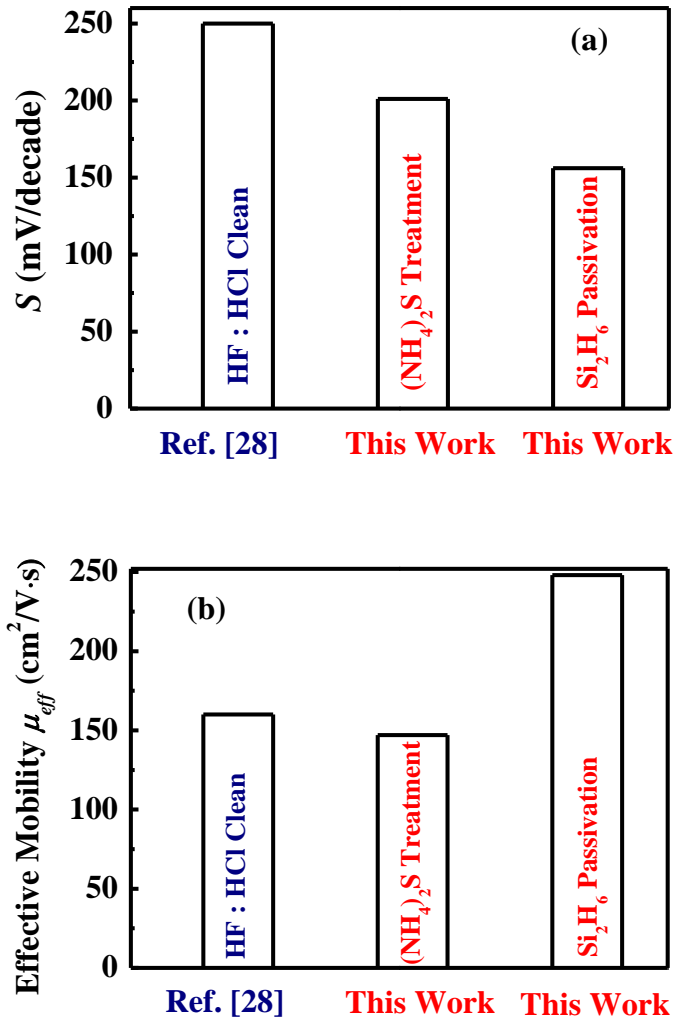 (a)
S (mV/decade)
250
200
150
100
50
0
HF : HCl Clean
(NH₄)₂S Treatment
Si₂H₆ Passivation
Ref. [28]
This Work
This Work
(b)
Effective Mobility μeff (cm²/V·s)
250
200
150
100
50
0
HF : HCl Clean
(NH₄)₂S Treatment
Si₂H₆ Passivation
Ref. [28]
This Work
This Work